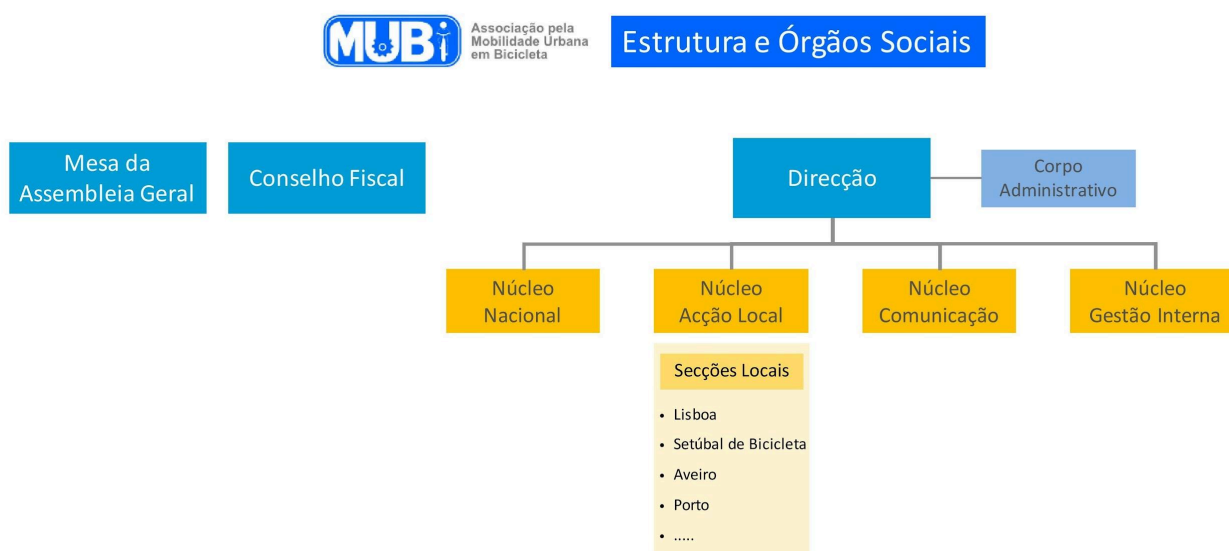 MUBi
Associação pela
Mobilidade Urbana
em Bicicleta
Estrutura e Órgãos Sociais
Mesa da
Assembleia Geral
Conselho Fiscal
Direcção
Corpo
Administrativo
Núcleo
Nacional
Núcleo
Acção Local
Núcleo
Comunicação
Núcleo
Gestão Interna
Secções Locais
• Lisboa
• Setúbal de Bicicleta
• Aveiro
• Porto
• .....